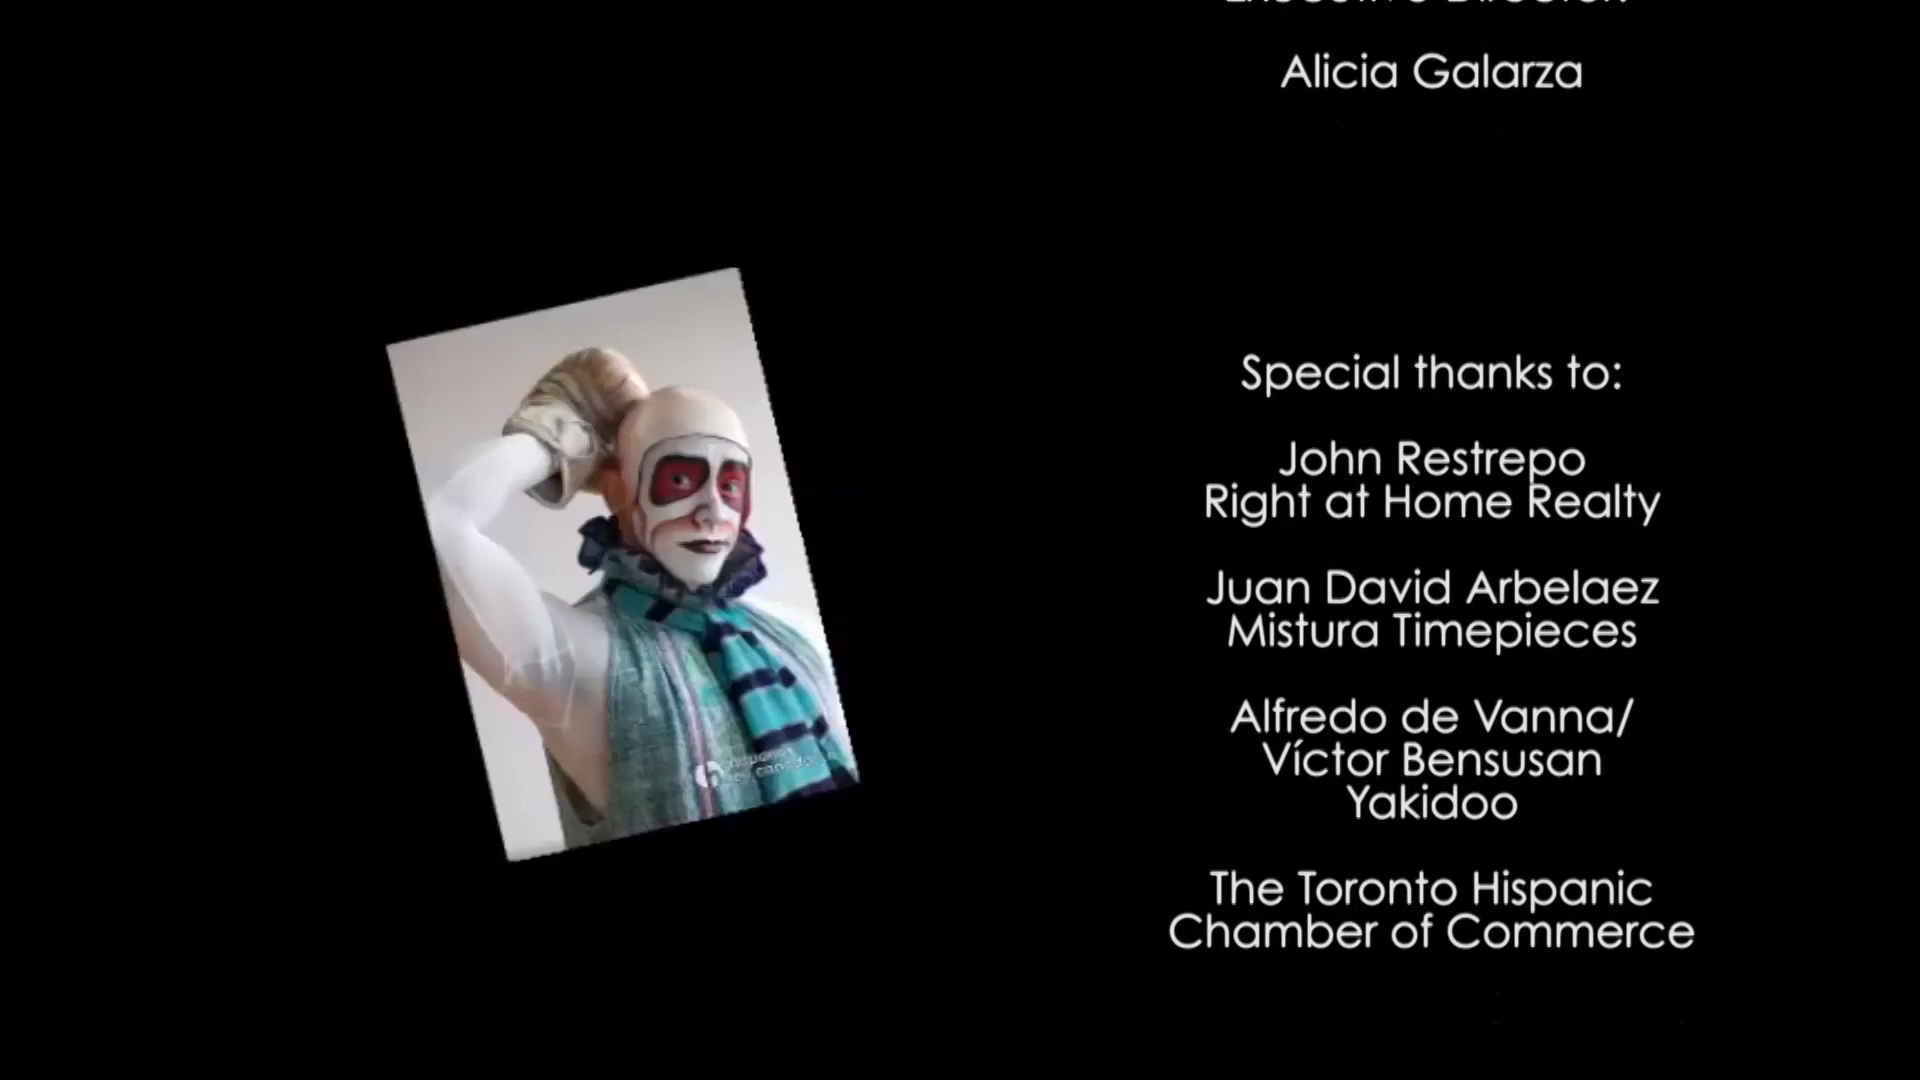 Alicia Galarza
Special thanks to:
John Restrepo
Right at Home Realty
Juan David Arbelaez
Mistura Timepieces
Alfredo de Vanna/
Víctor Bensusan
Yakidoo
The Toronto Hispanic
Chamber of Commerce